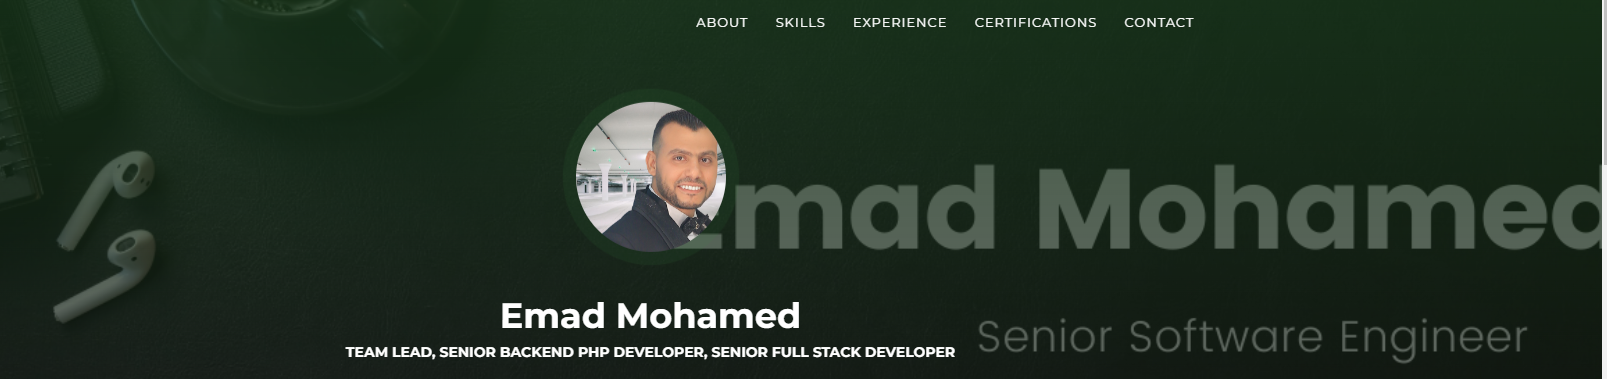 ABOUT SKILLS EXPERIENCE CERTIFICATIONS CONTACT
Emad Mohamed
Emad Mohamed
TEAM LEAD, SENIOR BACKEND PHP DEVELOPER, SENIOR FULL STACK DEVELOPER
Senior Software Engineer